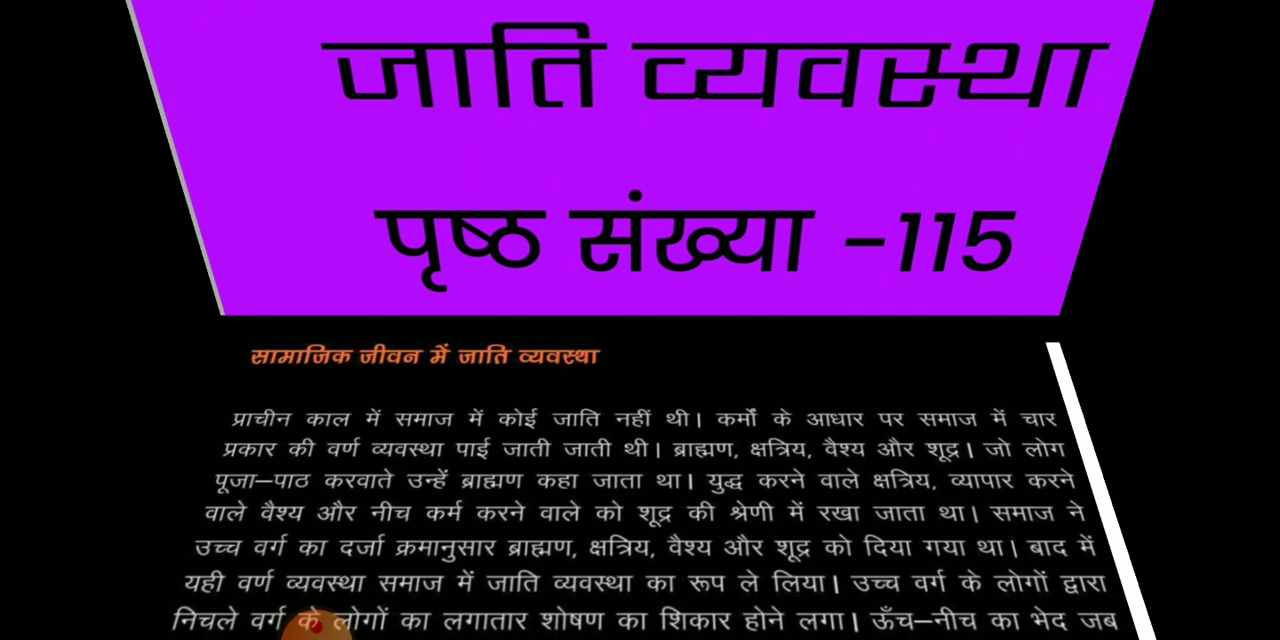 जाति व्यवस्था
पृष्ठ संख्या -115
सामाजिक जीवन में जाति व्यवस्था
प्राचीन काल में समाज में कोई जाति नहीं थी। कर्मों के आधार पर समाज में चार
प्रकार की वर्ण व्यवस्था पाई जाती जाती थी। ब्राह्मण, क्षत्रिय, वैश्य और शूद्र। जो लोग
पूजा–पाठ करवाते उन्हें ब्राह्मण कहा जाता था। युद्ध करने वाले क्षत्रिय, व्यापार करने
वाले वैश्य और नीच कर्म करने वाले को शूद्र की श्रेणी में रखा जाता था। समाज ने
उच्च वर्ग का दर्जा क्रमानुसार ब्राह्मण, क्षत्रिय, वैश्य और शूद्र को दिया गया था। बाद में
यही वर्ण व्यवस्था समाज में जाति व्यवस्था का रूप ले लिया। उच्च वर्ग के लोगों द्वारा
निचले वर्ग के लोगों का लगातार शोषण का शिकार होने लगा। ऊँच–नीच का भेद जब